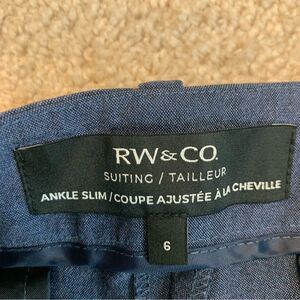 RW&CO.
SUITING / TAILLEUR
ANKLE SLIM / COUPE AJUSTÉE À LA CHEVILLE
6